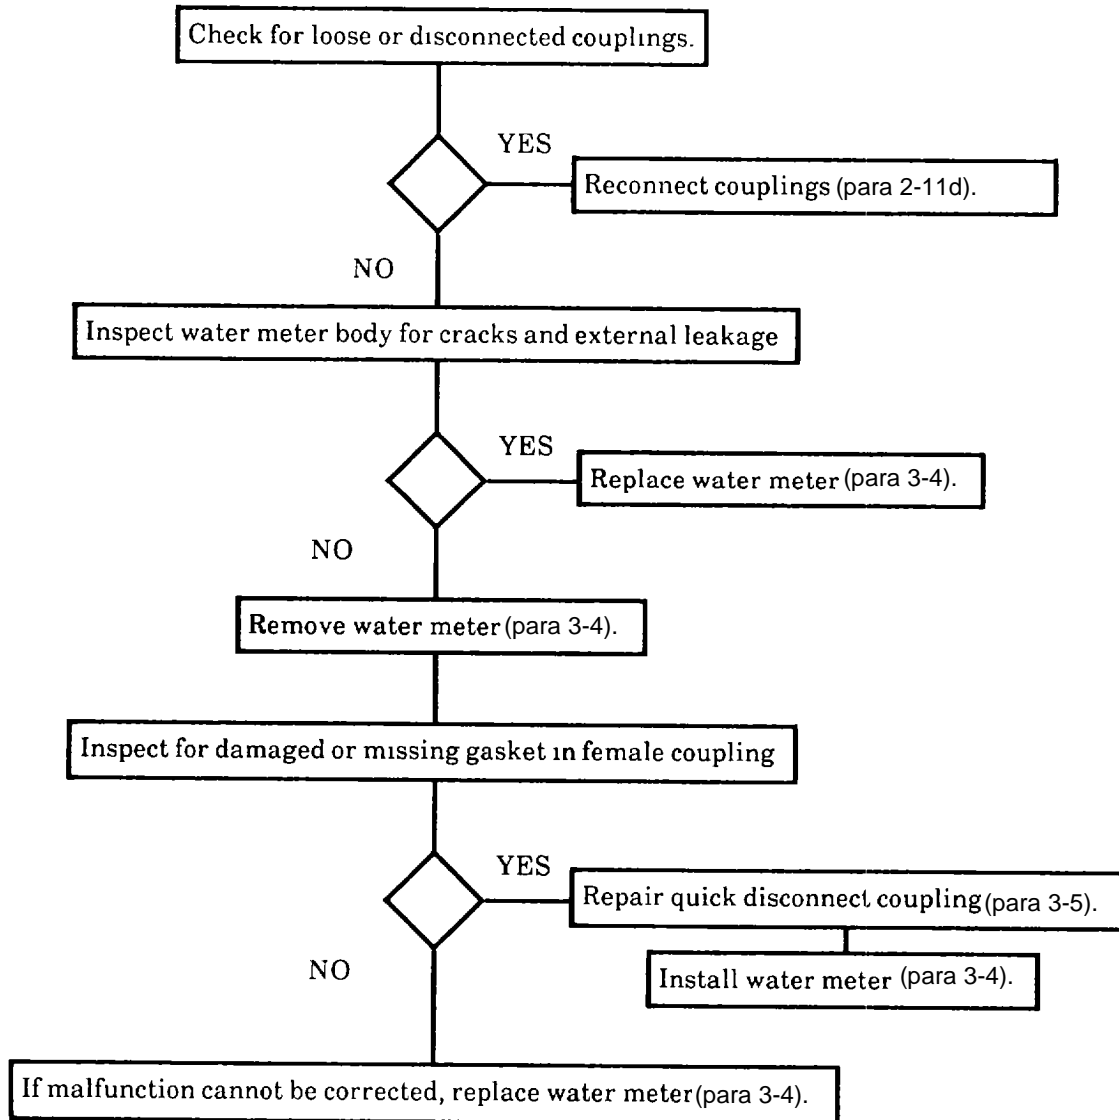 Check for loose or disconnected couplings.
YES
Reconnect couplings (para 2-11d).
NO
Inspect water meter body for cracks and external leakage
YES
Replace water meter (para 3-4).
NO
Remove water meter (para 3-4).
Inspect for damaged or missing gasket in female coupling
YES
Repair quick disconnect coupling (para 3-5).
NO
Install water meter (para 3-4).
If malfunction cannot be corrected, replace water meter (para 3-4).